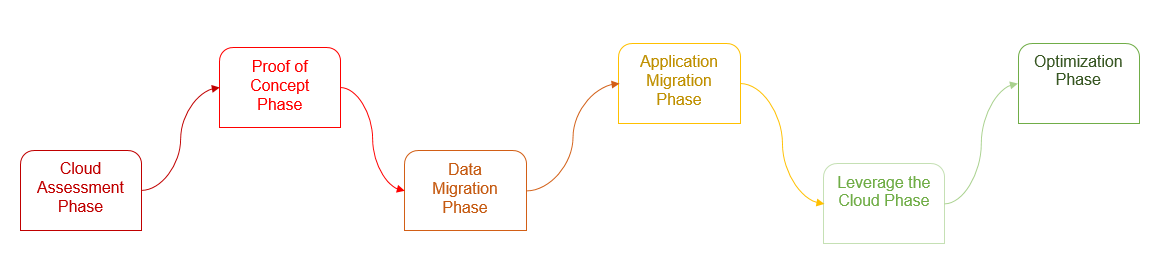 Cloud
Assessment
Phase
Proof of
Concept
Phase
Data
Migration
Phase
Application
Migration
Phase
Leverage the
Cloud Phase
Optimization
Phase